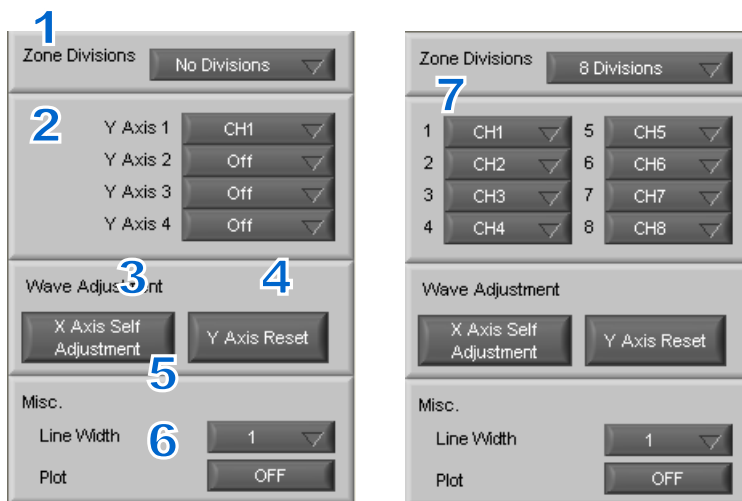 1
Zone Divisions No Divisions
2
Y Axis 1 CH1
Y Axis 2 Off
Y Axis 3 Off
Y Axis 4 Off
3
4
Wave Adjustment
X Axis Self Adjustment
Y Axis Reset
5
Misc.
Line Width 1
6
Plot OFF
Zone Divisions 8 Divisions
7
1 CH1 5 CH5
2 CH2 6 CH6
3 CH3 7 CH7
4 CH4 8 CH8
Wave Adjustment
X Axis Self Adjustment
Y Axis Reset
Misc.
Line Width 1
Plot OFF